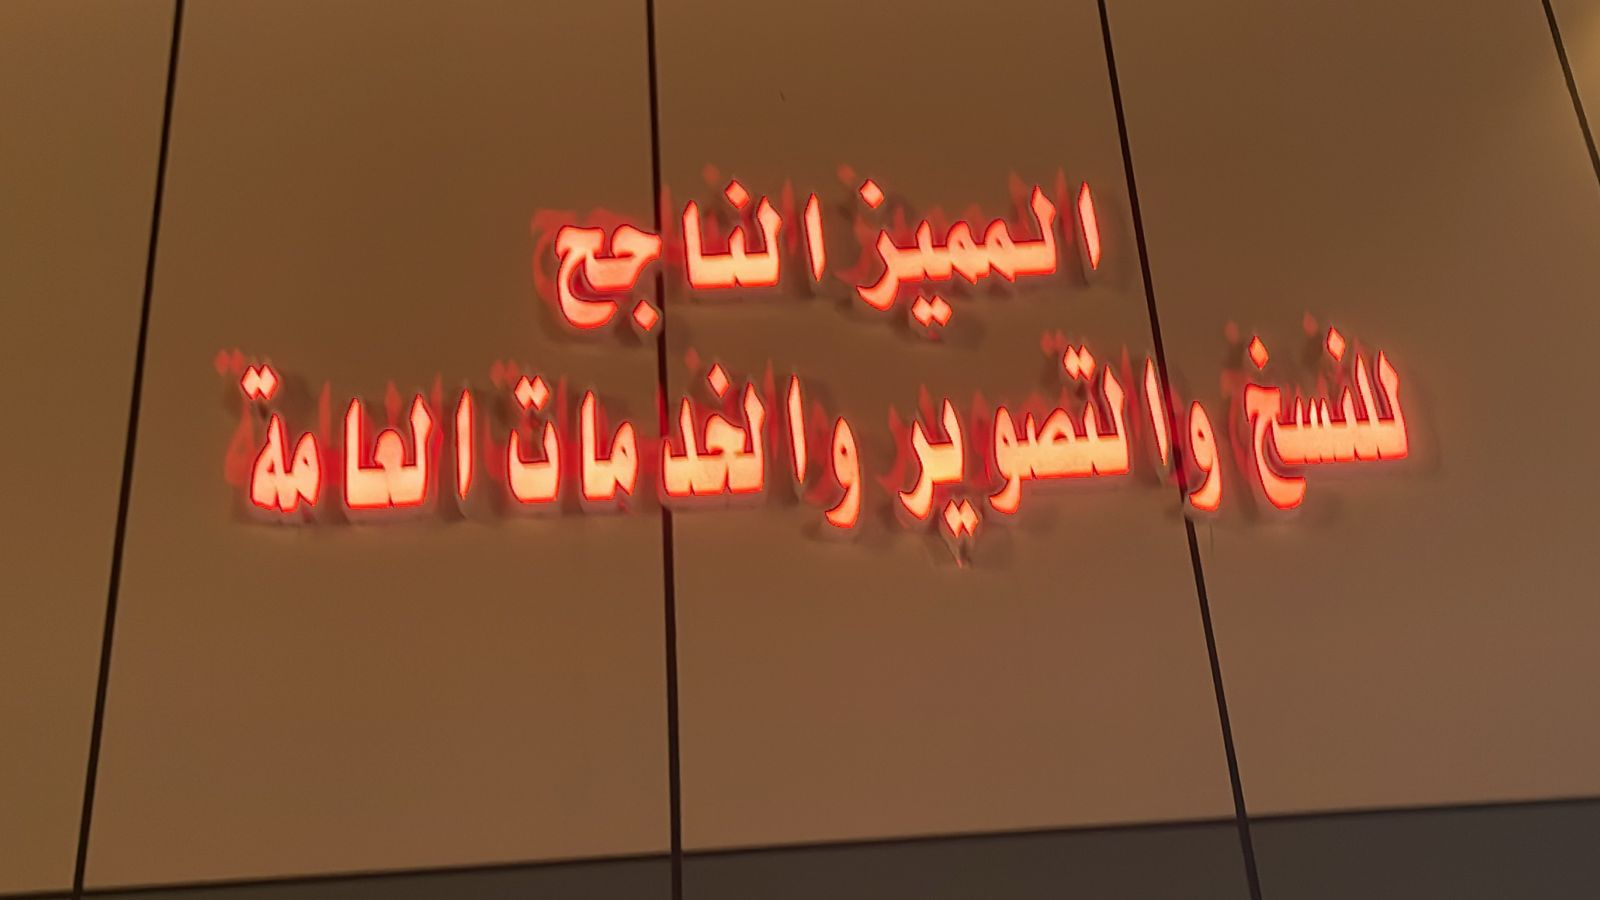 المميز الناجح
للنسخ والتصوير والخدمات العامة